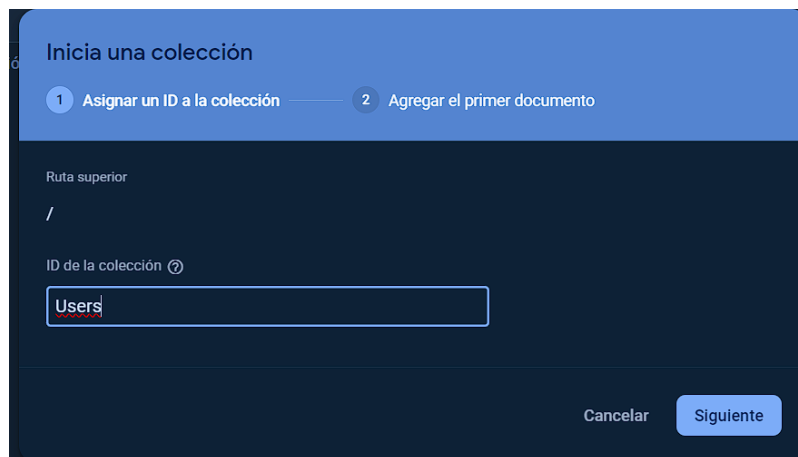 Inicia una colección
1 Asignar un ID a la colección 2 Agregar el primer documento
Ruta superior
/
ID de la colección ?
Users
Cancelar Siguiente